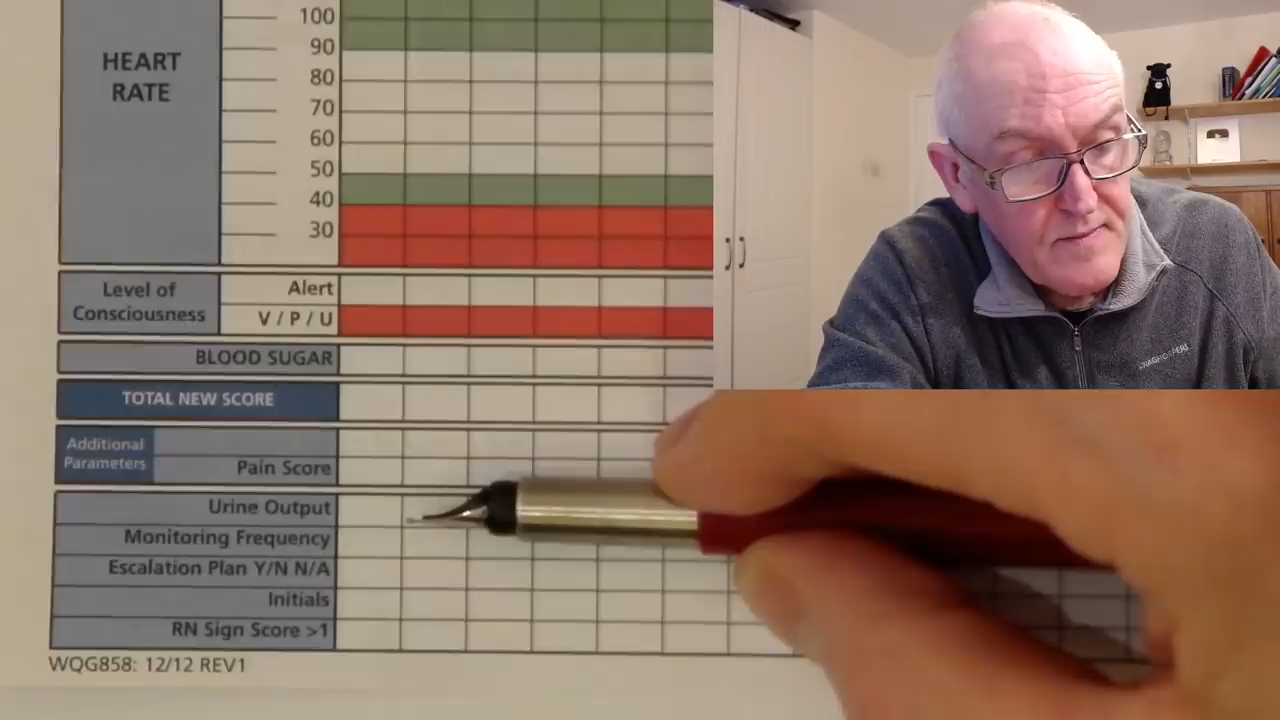 100
HEART
RATE
90
80
70
60
50
40
30
Level of
Consciousness
Alert
V / P / U
BLOOD SUGAR
TOTAL NEW SCORE
Additional
Parameters
Pain Score
Urine Output
Monitoring Frequency
Escalation Plan Y/N N/A
Initials
RN Sign Score >1
WQG858: 12/12 REV1